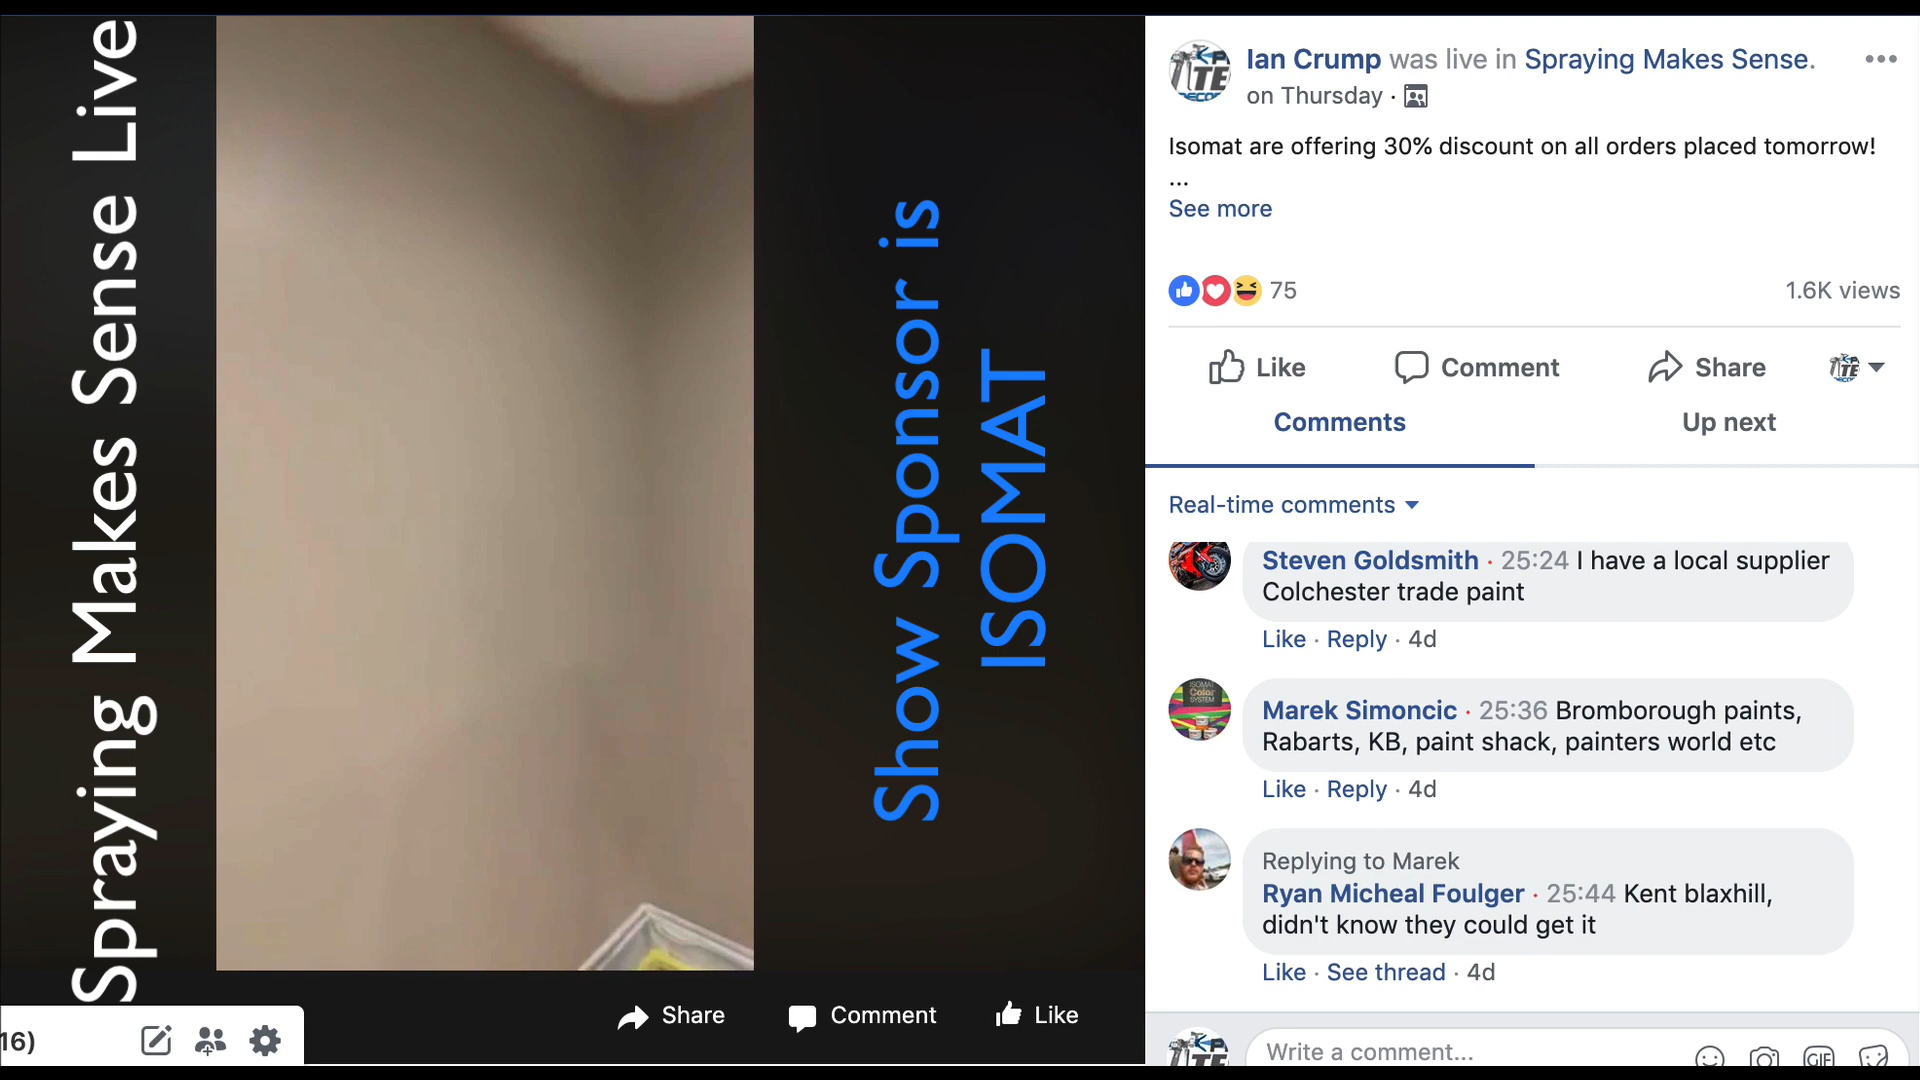 Spraying Makes Sense Live
Show Sponsor is
ISOMAT
Share
Comment
Like
16)
Ian Crump was live in Spraying Makes Sense.
on Thursday ·
Isomat are offering 30% discount on all orders placed tomorrow!
...
See more
75
1.6K views
Like
Comment
Share
Comments
Up next
Real-time comments
Steven Goldsmith · 25:24 I have a local supplier
Colchester trade paint
Like · Reply · 4d
Marek Simoncic · 25:36 Bromborough paints,
Rabarts, KB, paint shack, painters world etc
Like · Reply · 4d
Replying to Marek
Ryan Micheal Foulger · 25:44 Kent blaxhill,
didn't know they could get it
Like · See thread · 4d
Write a comment...
GIF